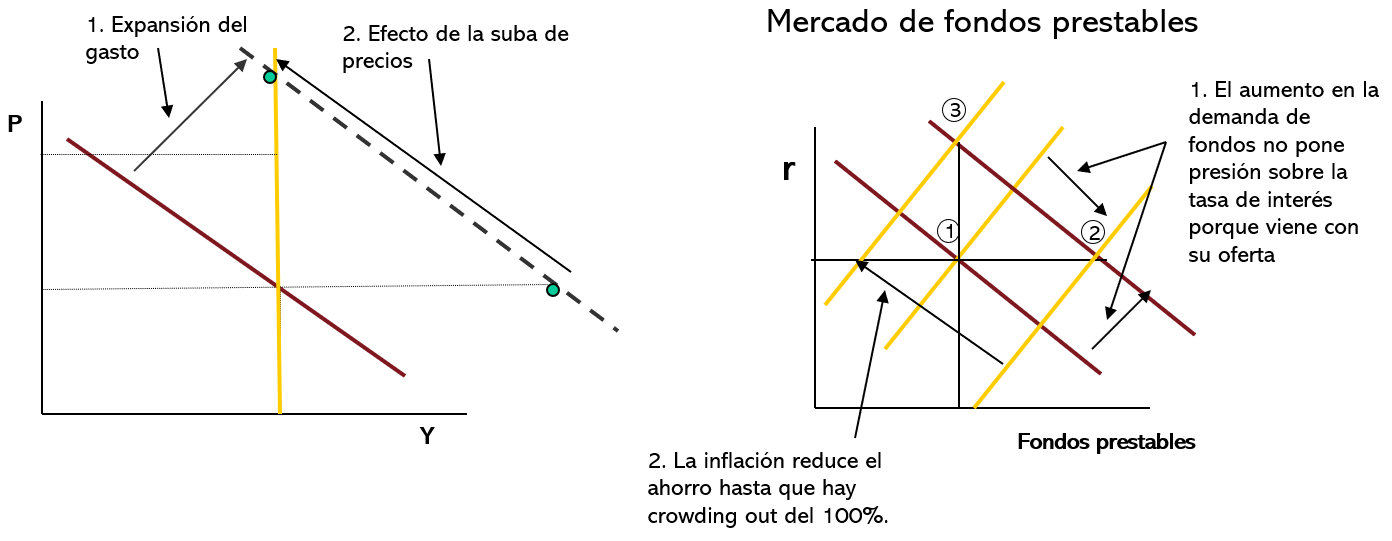 1. Expansión del
gasto
2. Efecto de la suba de
precios
P
Y
Mercado de fondos prestables
r
③
①
②
1. El aumento en la
demanda de
fondos no pone
presión sobre la
tasa de interés
porque viene con
su oferta
Fondos prestables
2. La inflación reduce el
ahorro hasta que hay
crowding out del 100%.